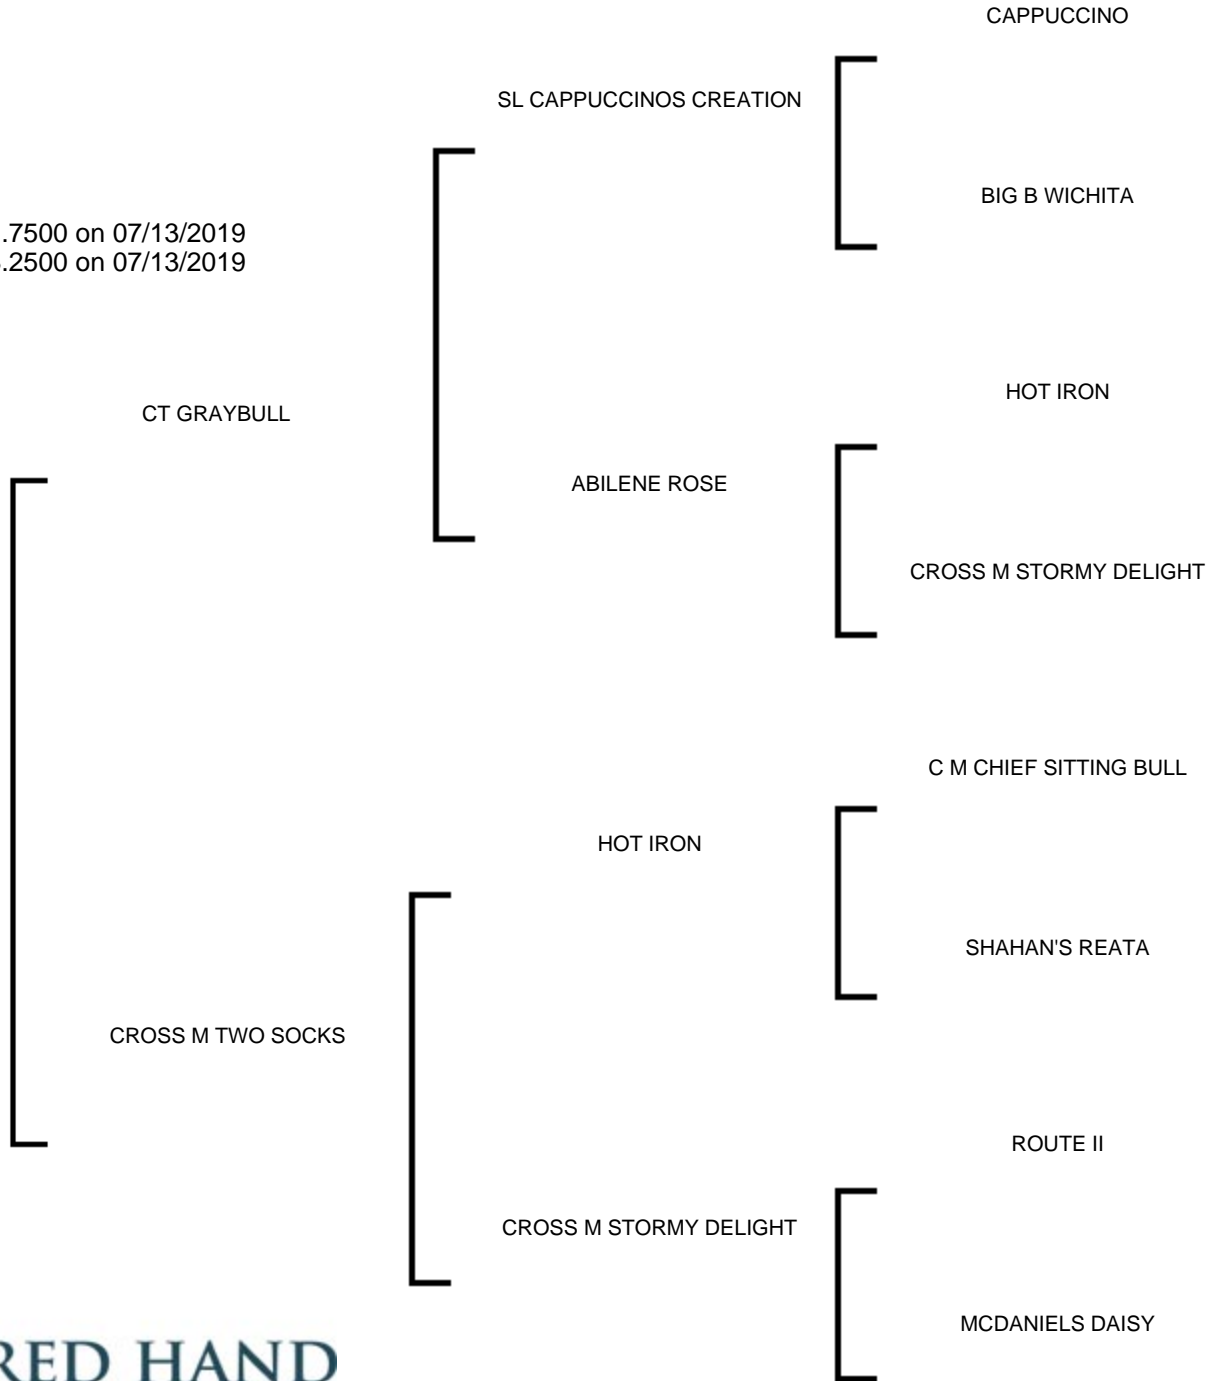 CAPPUCCINO
SL CAPPUCCINOS CREATION
BIG B WICHITA
.7500 on 07/13/2019
.2500 on 07/13/2019
HOT IRON
CT GRAYBULL
ABILENE ROSE
CROSS M STORMY DELIGHT
C M CHIEF SITTING BULL
HOT IRON
SHAHAN'S REATA
CROSS M TWO SOCKS
ROUTE II
CROSS M STORMY DELIGHT
MCDANIELS DAISY
RED HAND